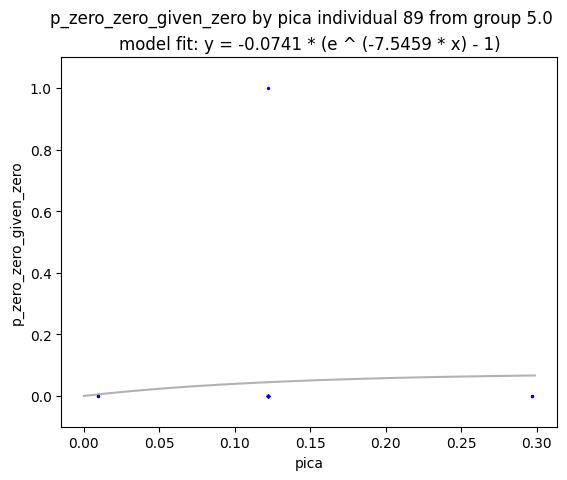 p_zero_zero_given_zero by pica individual 89 from group 5.0
model fit: y = -0.0741 * (e ^ (-7.5459 * x) - 1)
1.0
0.8
0.6
0.4
0.2
0.0
p_zero_zero_given_zero
0.00 0.05 0.10 0.15 0.20 0.25 0.30
pica